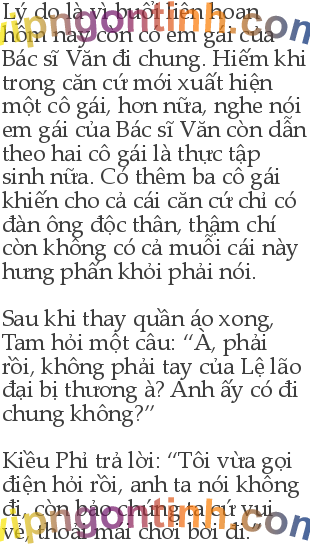 Lý do là vì buổi liên hoan
hôm nay còn có em gái của
Bác sĩ Văn đi chung. Hiếm khi
trong căn cứ mới xuất hiện
một cô gái, hơn nữa, nghe nói
em gái của Bác sĩ Văn còn dẫn
theo hai cô gái là thực tập
sinh nữa. Có thêm ba cô gái
khiến cho cả cái căn cứ chỉ có
đàn ông độc thân, thậm chí
còn không có cả muỗi cái này
hưng phấn khỏi phải nói.
Sau khi thay quần áo xong,
Tam hỏi một câu: “À, phải
rồi, không phải tay của Lệ lão
đại bị thương à? Anh ấy có đi
chung không?”
Kiều Phỉ trả lời: “Tôi vừa gọi
điện hỏi rồi, anh ta nói không
đi, còn bảo chúng ta cứ vui
vẻ, thoải mái chơi bời đi.”